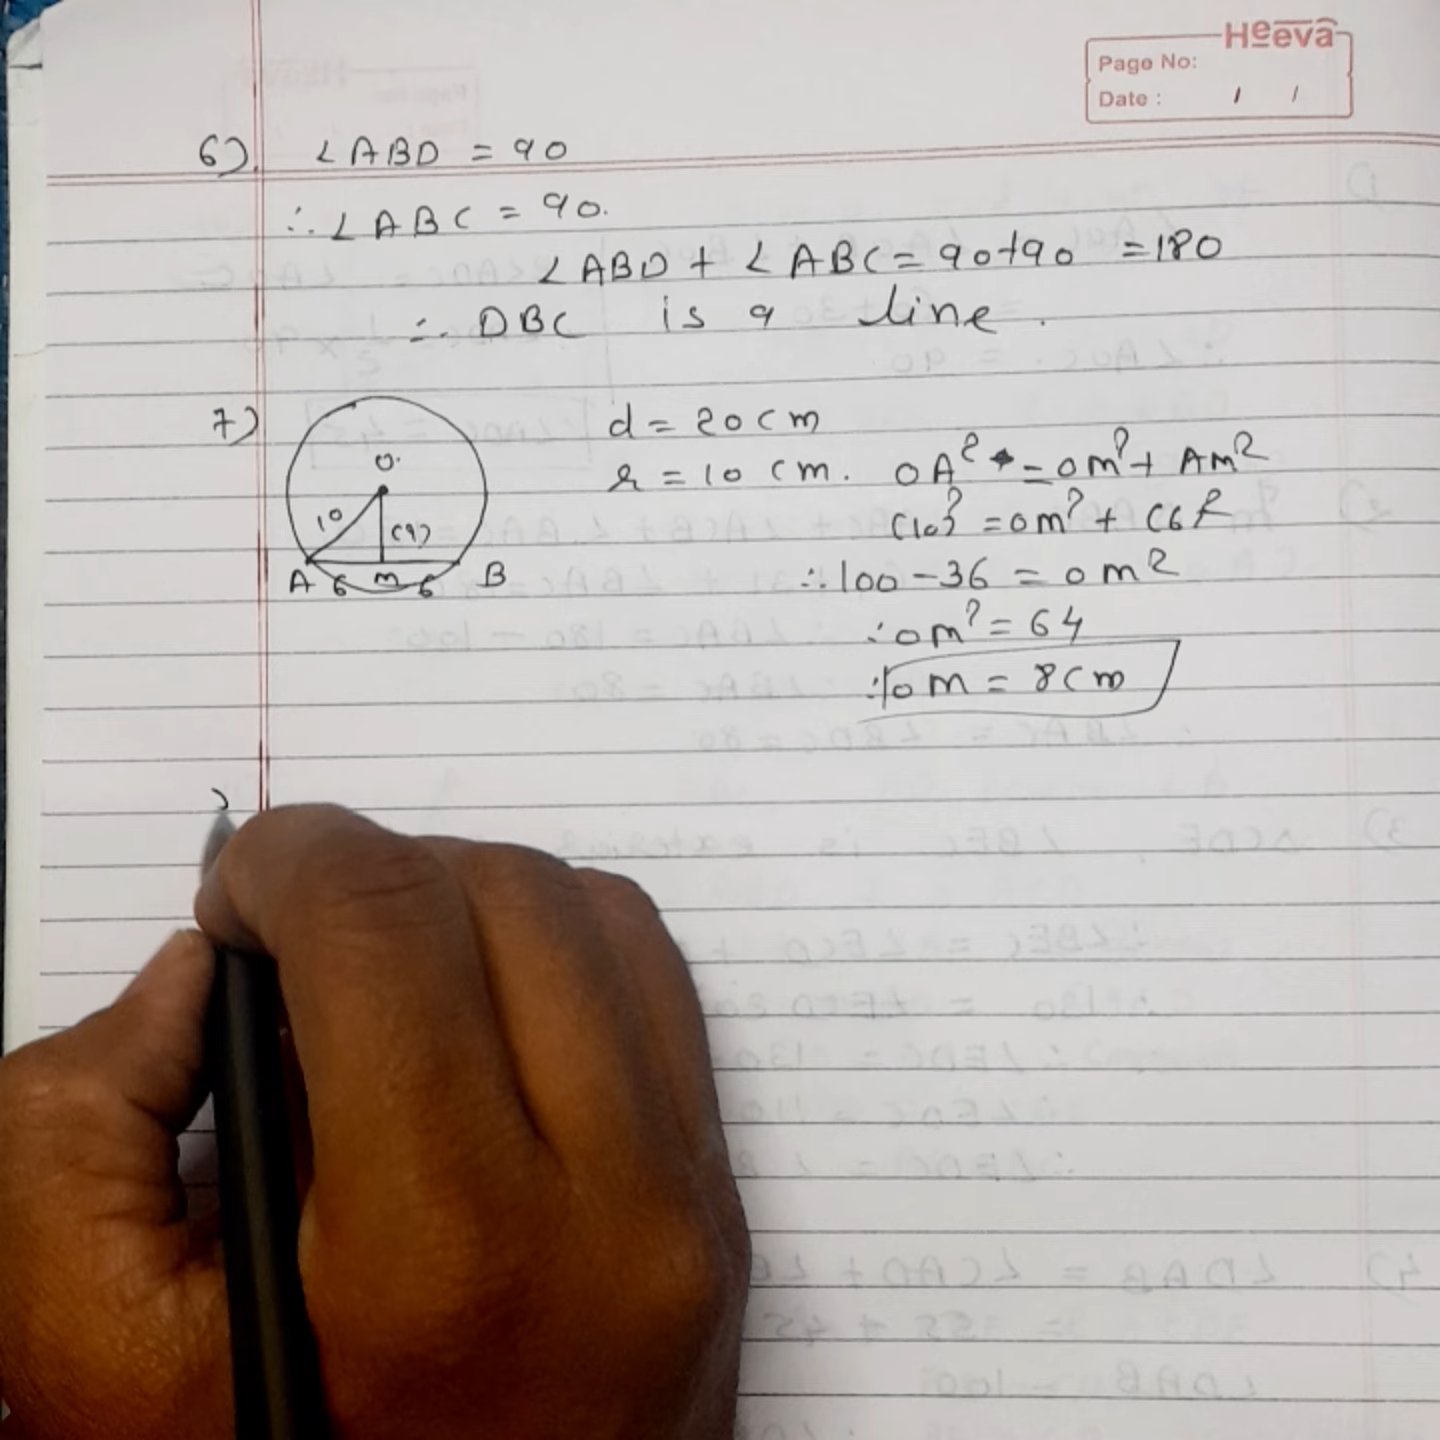 Heeva
Page No:
Date : / /
6) ∠ABD = 90
∴ ∠ABC = 90.
∠ABD + ∠ABC = 90+90 = 180
∴ DBC is a line.
7)
O.
10
(9)
A 6 m 6 B
d = 20 cm
r = 10 cm. OA² = om² + Am²
(10)² = om² + (6)²
∴ 100 - 36 = om²
∴ om² = 64
∴ om = 8cm